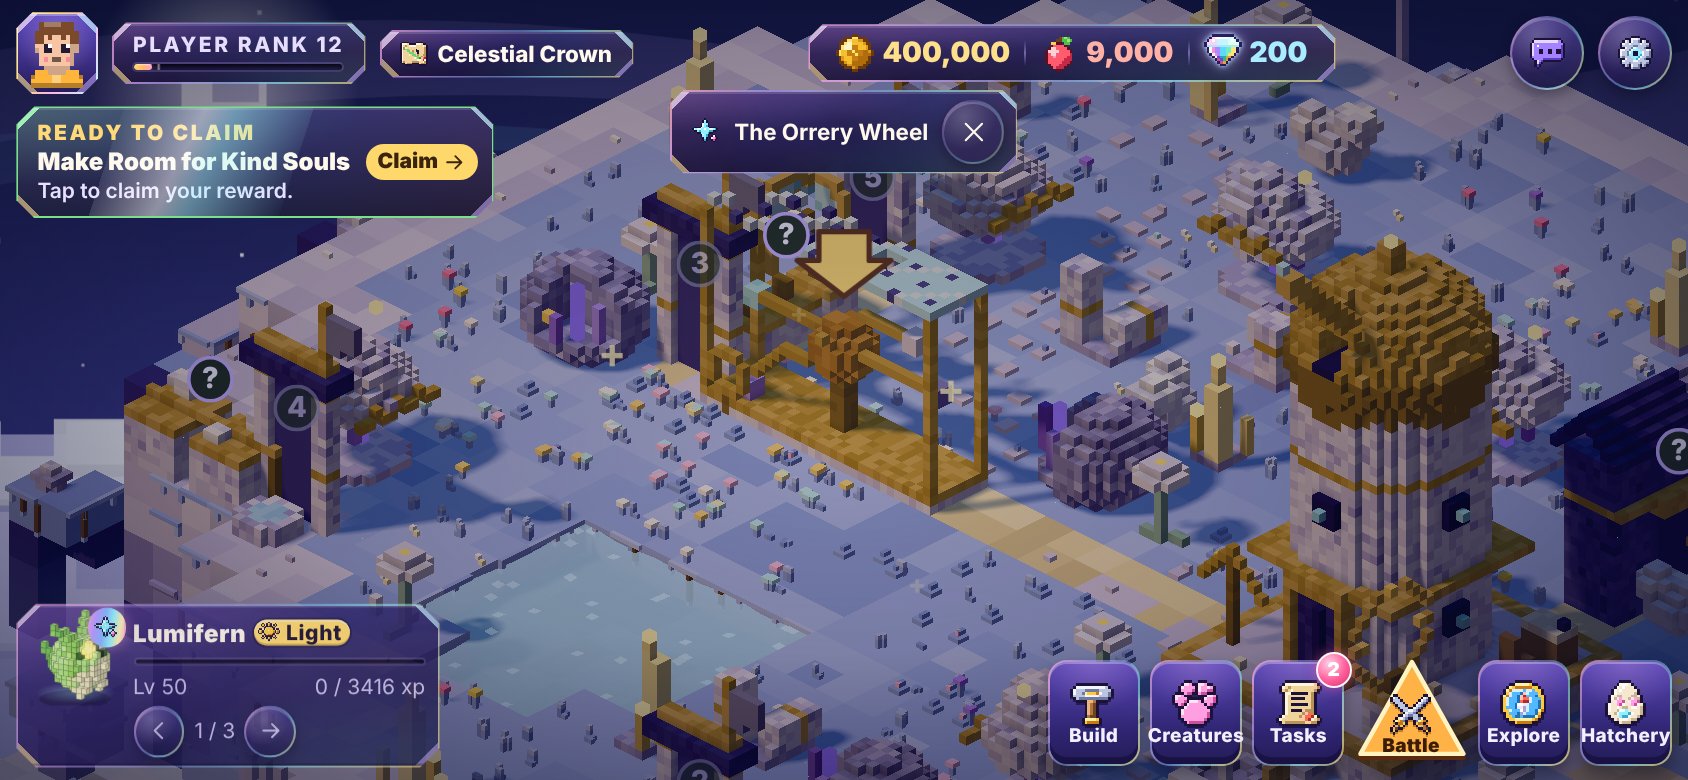 PLAYER RANK 12
Celestial Crown
400,000
9,000
200
READY TO CLAIM
Make Room for Kind Souls
Claim →
Tap to claim your reward.
The Orrery Wheel
5
?
3
?
4
?
Lumifern
Light
Lv 50
0 / 3416 xp
1 / 3
2
Build
Creatures
Tasks
2
Battle
Explore
Hatchery